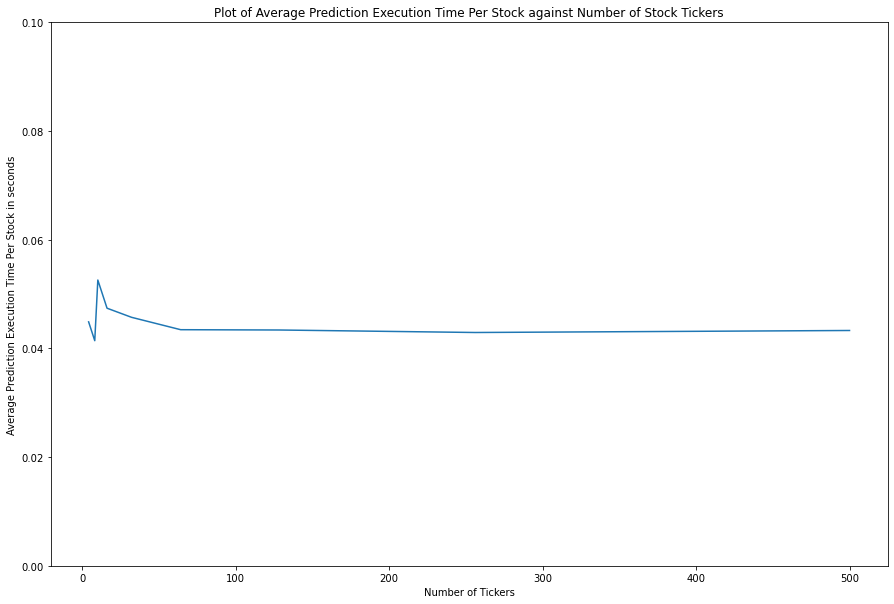 Plot of Average Prediction Execution Time Per Stock against Number of Stock Tickers
Average Prediction Execution Time Per Stock in seconds
0.10
0.08
0.06
0.04
0.02
0.00
0 100 200 300 400 500
Number of Tickers